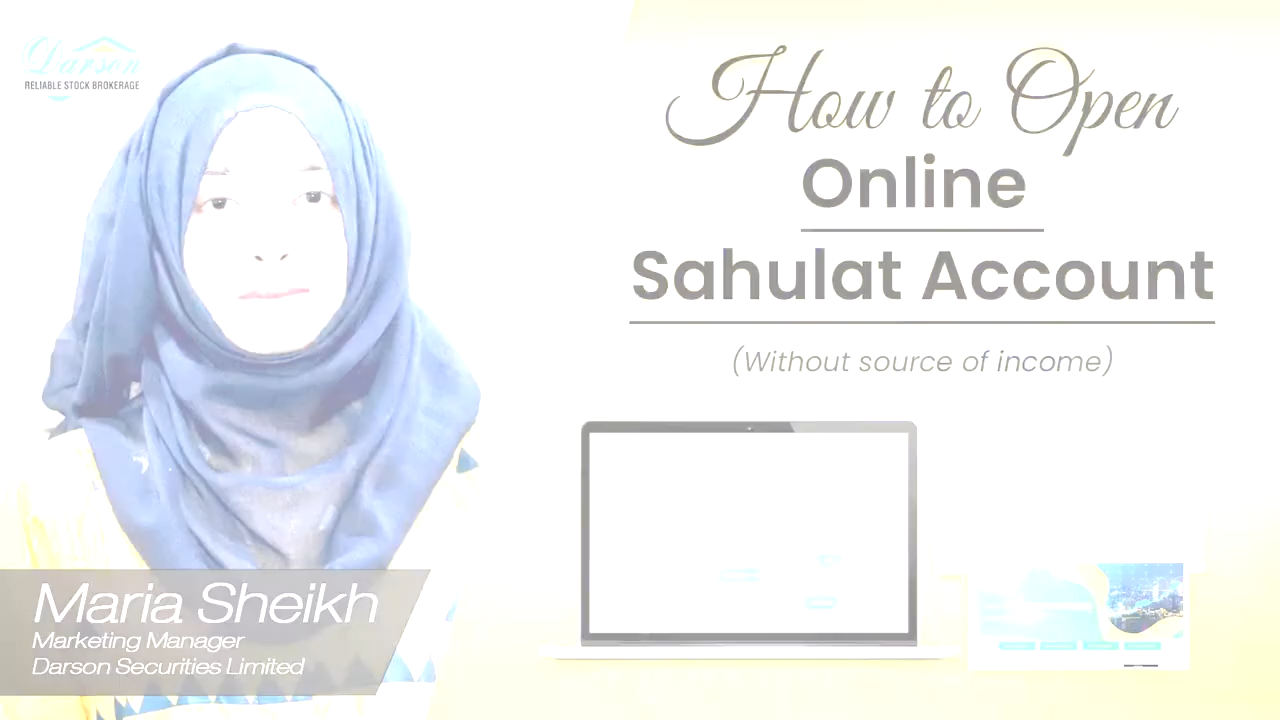 Darson
RELIABLE STOCK BROKERAGE
How to Open
Online
Sahulat Account
(Without source of income)
Maria Sheikh
Marketing Manager
Darson Securities Limited